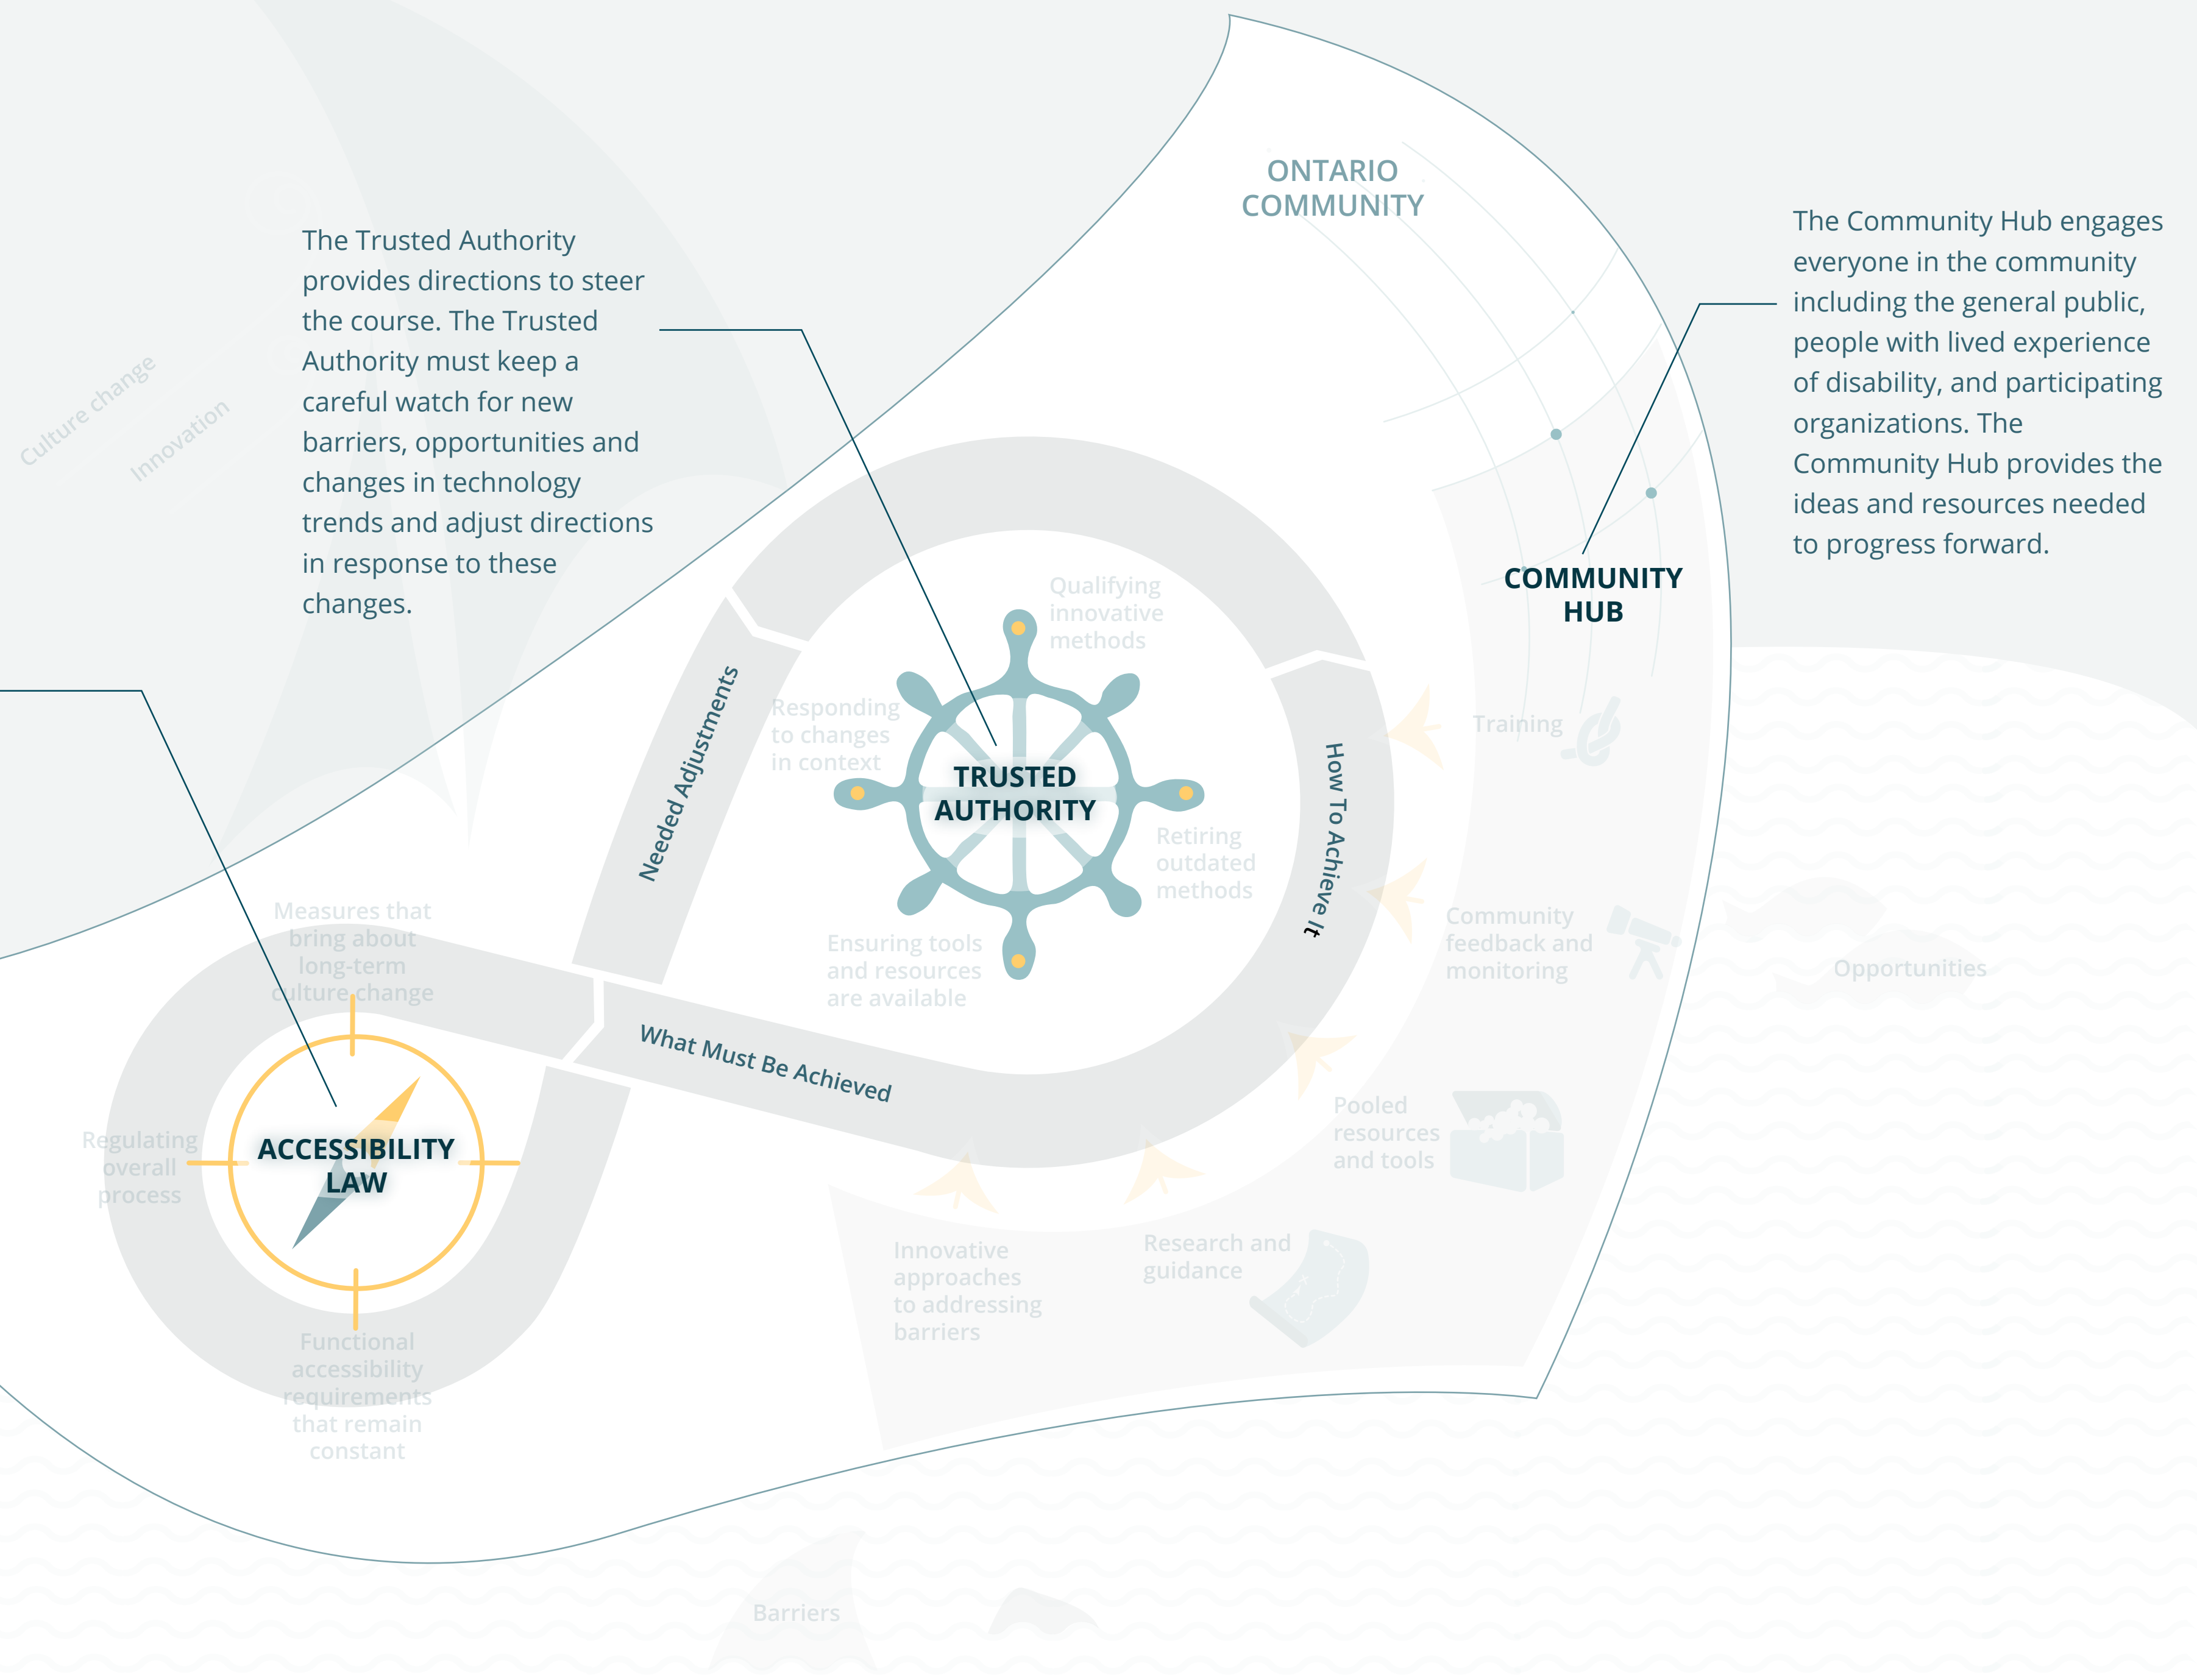 ONTARIO
COMMUNITY
The Trusted Authority
provides directions to steer
the course. The Trusted
Authority must keep a
careful watch for new
barriers, opportunities and
changes in technology
trends and adjust directions
in response to these
changes.
The Community Hub engages
everyone in the community
including the general public,
people with lived experience
of disability, and participating
organizations. The
Community Hub provides the
ideas and resources needed
to progress forward.
Culture change
Innovation
COMMUNITY
HUB
Qualifying
innovative
methods
Needed Adjustments
Responding
to changes
in context
TRUSTED
AUTHORITY
Retiring
outdated
methods
Ensuring tools
and resources
are available
How To Achieve It
Training
Community
feedback and
monitoring
Opportunities
Measures that
bring about
long-term
culture change
What Must Be Achieved
Regulating
overall
process
ACCESSIBILITY
LAW
Pooled
resources
and tools
Innovative
approaches
to addressing
barriers
Research and
guidance
Functional
accessibility
requirements
that remain
constant
Barriers